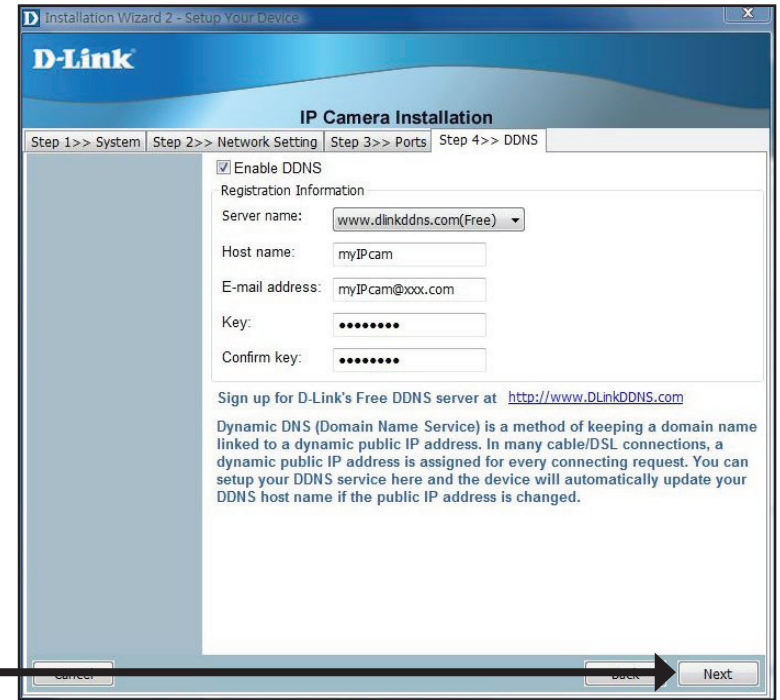 D Installation Wizard 2 - Setup Your Device
X
D-Link
IP Camera Installation
Step 1>> System Step 2>> Network Setting Step 3>> Ports Step 4>> DDNS
Enable DDNS
Registration Information
Server name: www.dlinkddns.com(Free)
Host name: myIPcam
E-mail address: myIPcam@xxx.com
Key: ●●●●●●●●
Confirm key: ●●●●●●●●
Sign up for D-Link's Free DDNS server at http://www.DLinkDDNS.com
Dynamic DNS (Domain Name Service) is a method of keeping a domain name
linked to a dynamic public IP address. In many cable/DSL connections, a
dynamic public IP address is assigned for every connecting request. You can
setup your DDNS service here and the device will automatically update your
DDNS host name if the public IP address is changed.
Cancel Back Next